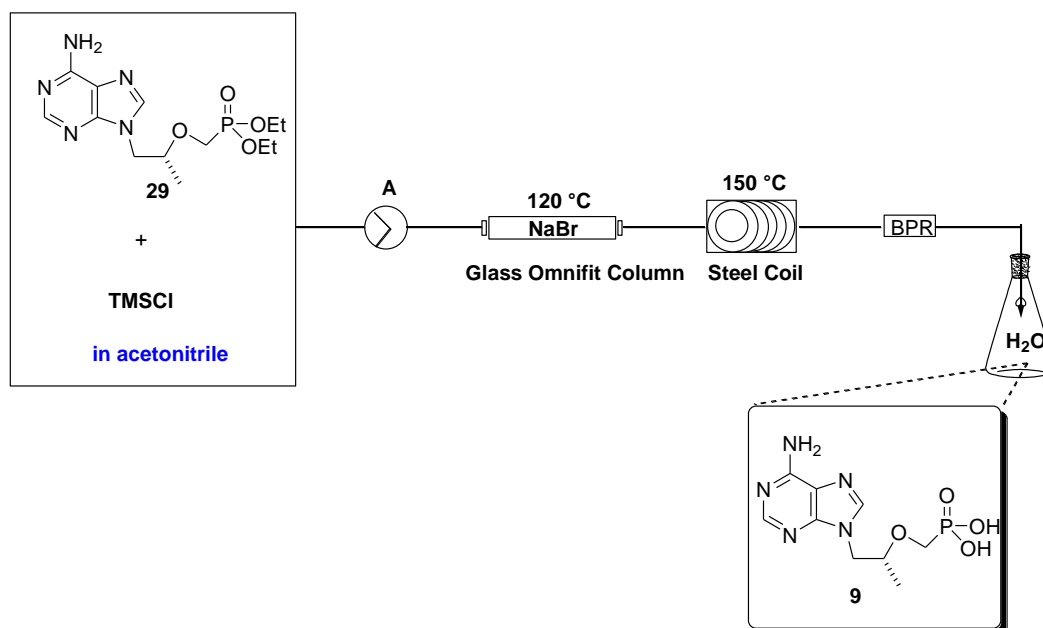 NH2
N
N
N
N
O
O
P
OEt
OEt
29
+
TMSCl
in acetonitrile
A
120 °C
NaBr
Glass Omnifit Column
150 °C
Steel Coil
BPR
H2O
NH2
N
N
N
N
O
O
P
OH
OH
9